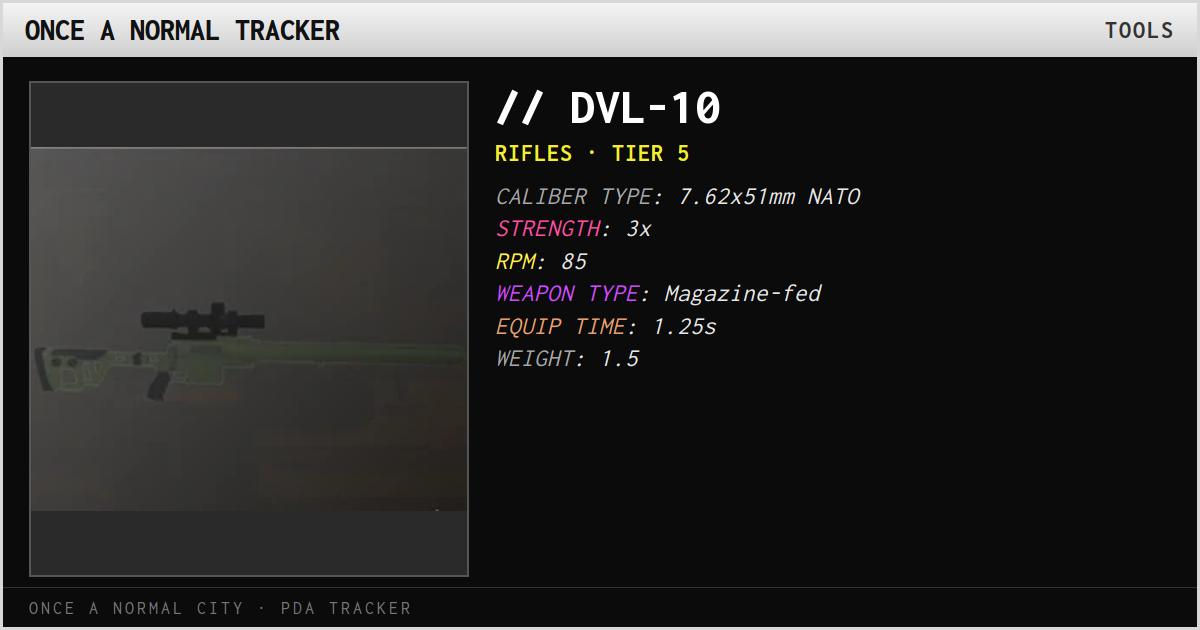 ONCE A NORMAL TRACKER
TOOLS
// DVL-10
RIFLES · TIER 5
CALIBER TYPE: 7.62x51mm NATO
STRENGTH: 3x
RPM: 85
WEAPON TYPE: Magazine-fed
EQUIP TIME: 1.25s
WEIGHT: 1.5
ONCE A NORMAL CITY · PDA TRACKER